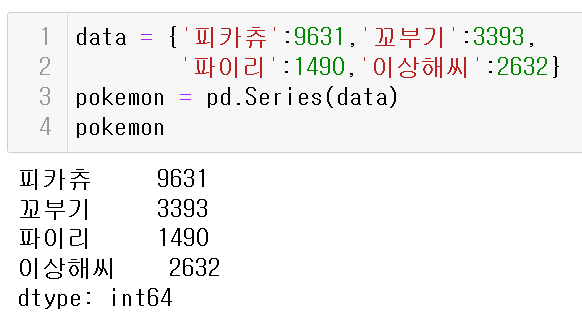 1 data = {'피카츄':9631,'꼬부기':3393,
2 '파이리':1490,'이상해씨':2632}
3 pokemon = pd.Series(data)
4 pokemon
피카츄 9631
꼬부기 3393
파이리 1490
이상해씨 2632
dtype: int64